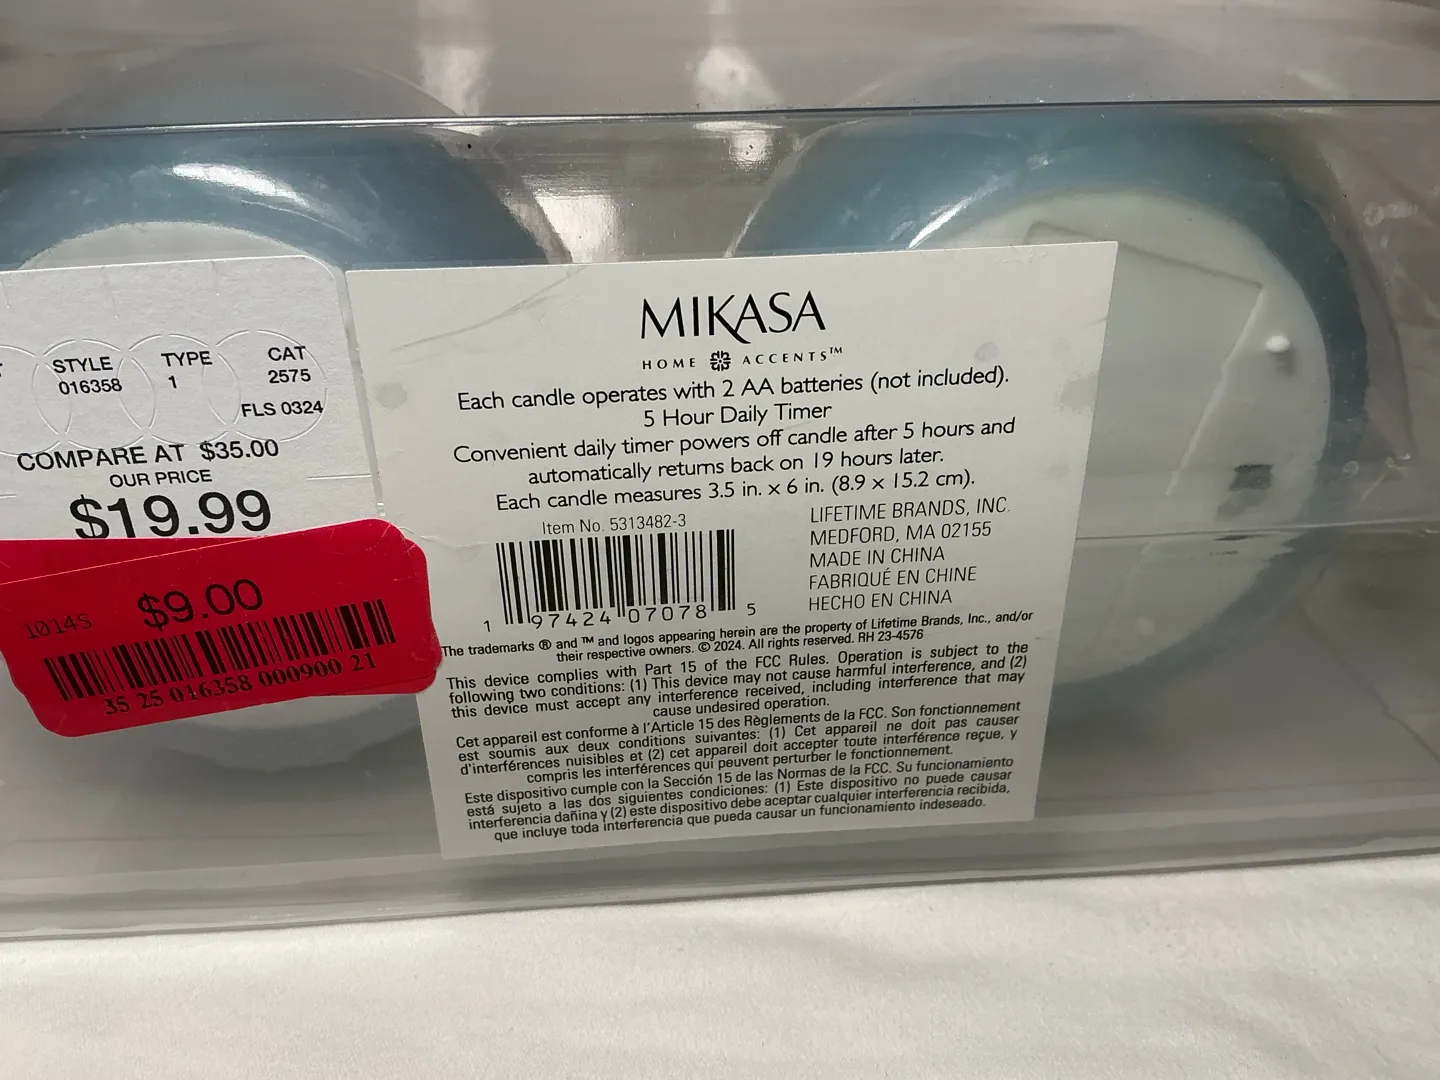 STYLE
016358
TYPE
1
CAT
2575
FLS 0324
COMPARE AT $35.00
OUR PRICE
$19.99
1014S $9.00
35 25 016358 000900 21
MIKASA
HOME ACCENTS™
Each candle operates with 2 AA batteries (not included).
5 Hour Daily Timer
Convenient daily timer powers off candle after 5 hours and
automatically returns back on 19 hours later.
Each candle measures 3.5 in. x 6 in. (8.9 x 15.2 cm).
Item No. 5313482-3
1 97424 07078 5
LIFETIME BRANDS, INC.
MEDFORD, MA 02155
MADE IN CHINA
FABRIQUÉ EN CHINE
HECHO EN CHINA
The trademarks ® and ™ and logos appearing herein are the property of Lifetime Brands, Inc., and/or
their respective owners. © 2024. All rights reserved. RH 23-4576
This device complies with Part 15 of the FCC Rules. Operation is subject to the
following two conditions: (1) This device may not cause harmful interference, and (2)
this device must accept any interference received, including interference that may
cause undesired operation.
Cet appareil est conforme à l'Article 15 des Règlements de la FCC. Son fonctionnement
est soumis aux deux conditions suivantes: (1) Cet appareil ne doit pas causer
d'interférences nuisibles et (2) cet appareil doit accepter toute interférence reçue, y
compris les interférences qui peuvent perturber le fonctionnement.
Este dispositivo cumple con la Sección 15 de las Normas de la FCC. Su funcionamiento
está sujeto a las dos siguientes condiciones: (1) Este dispositivo no puede causar
interferencia dañina y (2) este dispositivo debe aceptar cualquier interferencia recibida,
que incluye toda interferencia que pueda causar un funcionamiento indeseado.